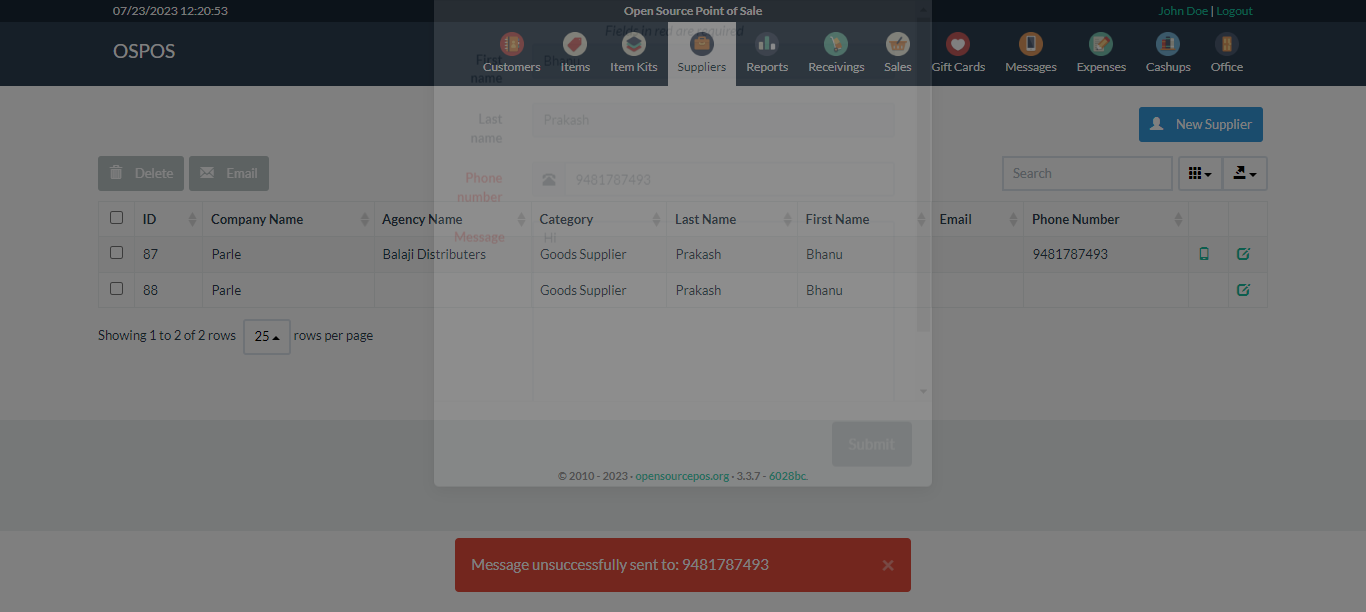 07/23/2023 12:20:53
Open Source Point of Sale
John Doe | Logout
OSPOS
Fields in red are required
Customers Items Item Kits Suppliers Reports Receivings Sales Gift Cards Messages Expenses Cashups Office
First name
Bhanu
New Supplier
Last name
Prakash
Delete Email
Search
Phone number
9481787493
ID Company Name Agency Name Category Last Name First Name Email Phone Number
Message
Hi
87 Parle Balaji Distributers Goods Supplier Prakash Bhanu 9481787493
88 Parle Goods Supplier Prakash Bhanu
Showing 1 to 2 of 2 rows 25 rows per page
Submit
© 2010 - 2023 · opensourcepos.org · 3.3.7 - 6028bc.
Message unsuccessfully sent to: 9481787493
×